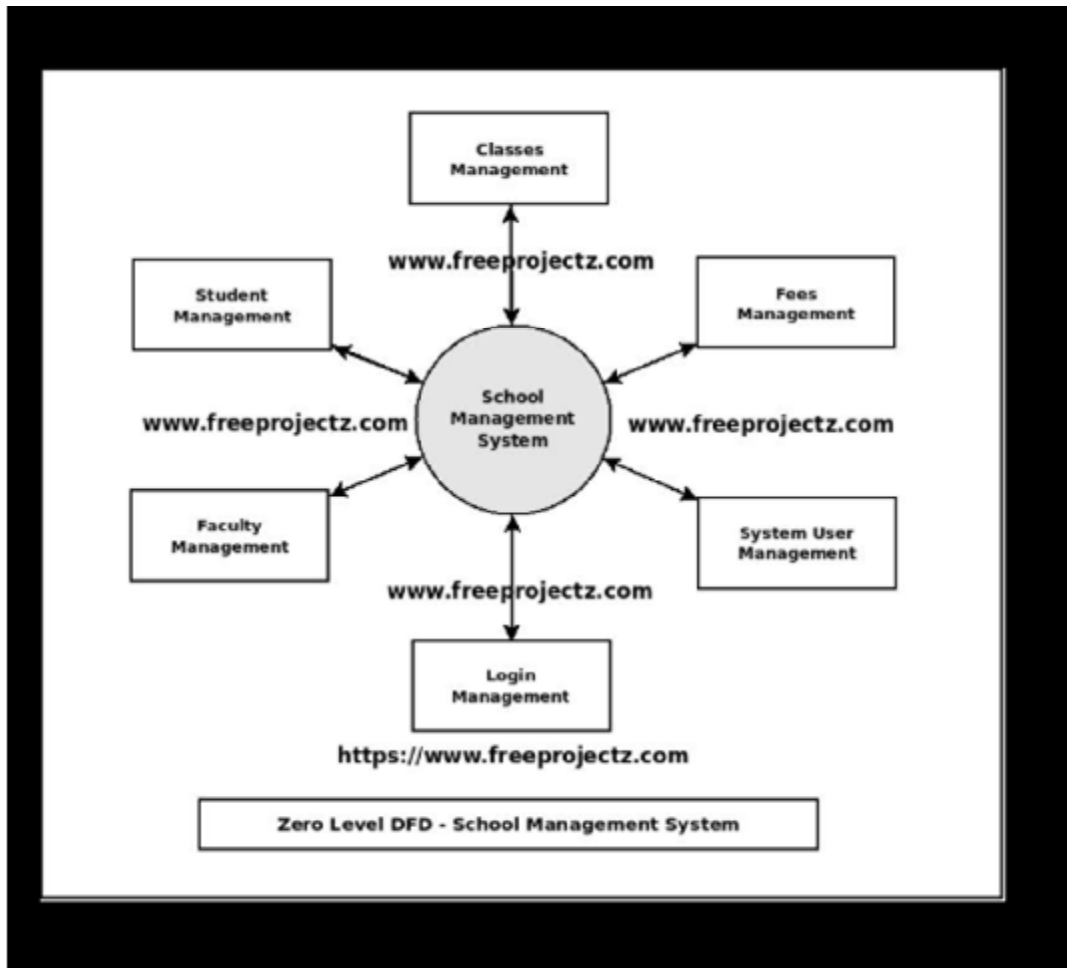 Classes
Management
www.freeprojectz.com
Student
Management
Fees
Management
School
Management
System
www.freeprojectz.com
www.freeprojectz.com
Faculty
Management
System User
Management
www.freeprojectz.com
Login
Management
https://www.freeprojectz.com
Zero Level DFD - School Management System